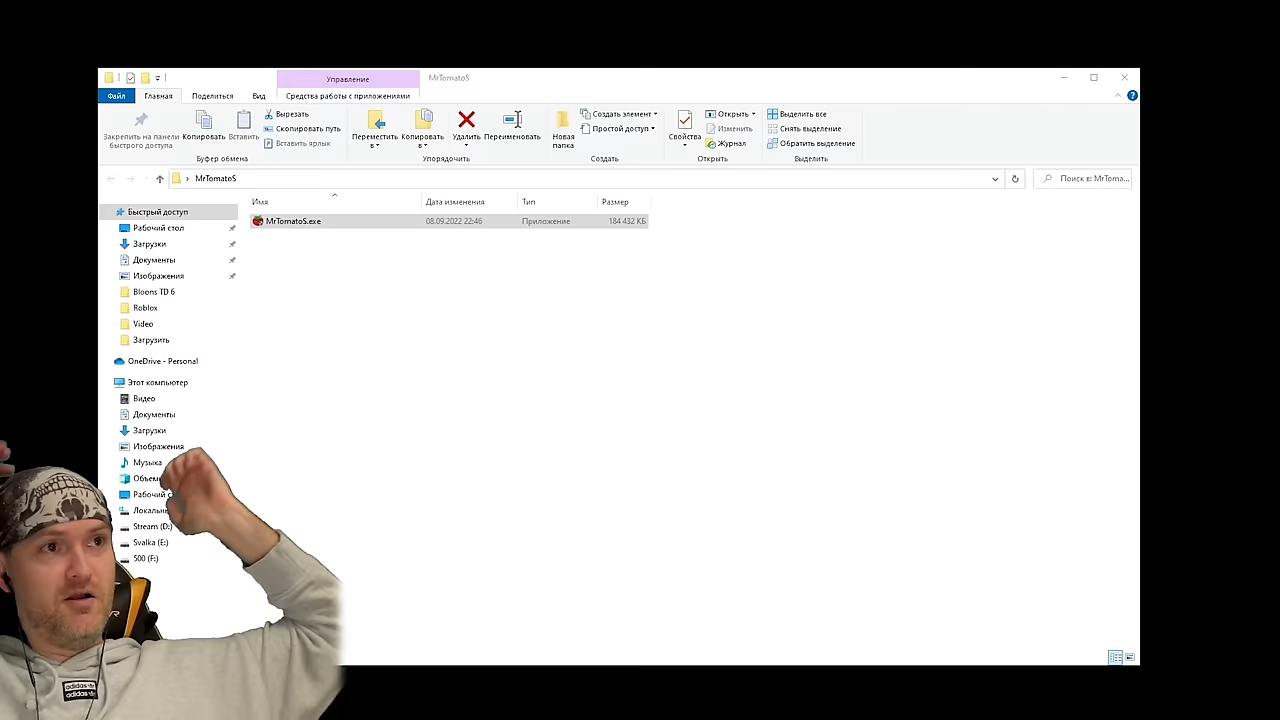 Управление
MrTomatoS
Файл
Главная
Поделиться
Вид
Средства работы с приложениями
Закрепить на панели
быстрого доступа
Копировать
Вставить
Вырезать
Скопировать путь
Вставить ярлык
Буфер обмена
Переместить
в
Копировать
в
Удалить
Переименовать
Упорядочить
Новая
папка
Создать элемент
Простой доступ
Создать
Свойства
Открыть
Изменить
Журнал
Открыть
Выделить все
Снять выделение
Обратить выделение
Выделить
MrTomatoS
Поиск в: MrToma...
Имя
Дата изменения
Тип
Размер
MrTomatoS.exe
08.09.2022 22:46
Приложение
184 432 КБ
Быстрый доступ
Рабочий стол
Загрузки
Документы
Изображения
Bloons TD 6
Roblox
Video
Загрузить
OneDrive - Personal
Этот компьютер
Видео
Документы
Загрузки
Изображения
Музыка
Объем
Рабочий с
Локальн
Stream (D:)
Svalka (E:)
500 (F:)
adidas
adidas